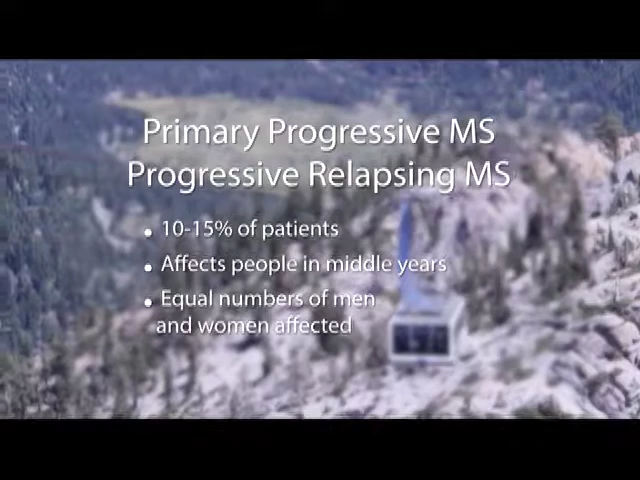 Primary Progressive MS
Progressive Relapsing MS
• 10-15% of patients
• Affects people in middle years
• Equal numbers of men
and women affected